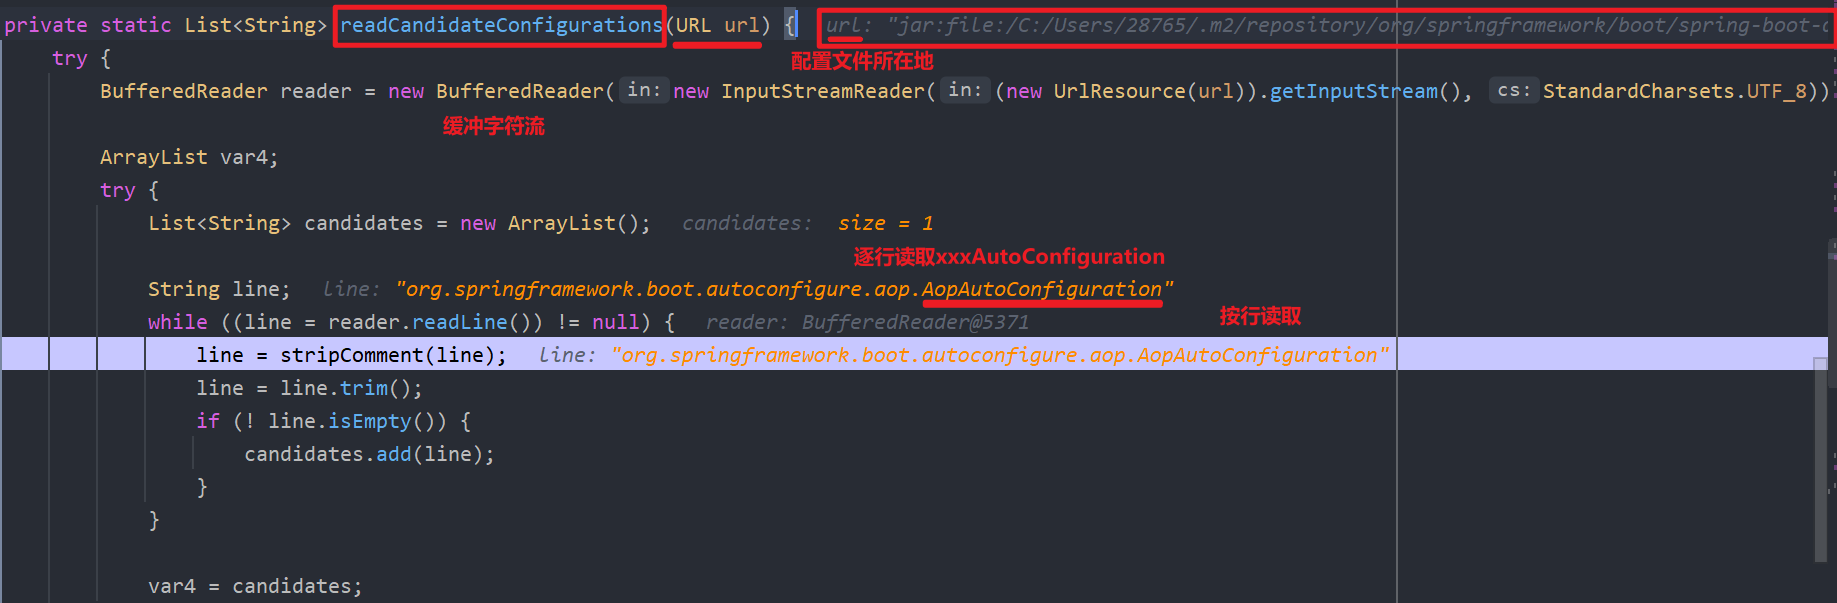 private static List<String> readCandidateConfigurations(URL url) { url: "jar:file:/C:/Users/28765/.m2/repository/org/springframework/boot/spring-boot-
try {
配置文件所在地
BufferedReader reader = new BufferedReader( in: new InputStreamReader( in: (new UrlResource(url)).getInputStream(), cs: StandardCharsets.UTF_8))
缓冲字符流
ArrayList var4;
try {
List<String> candidates = new ArrayList(); candidates: size = 1
逐行读取xxxAutoConfiguration
String line; line: "org.springframework.boot.autoconfigure.aop.AopAutoConfiguration"
while ((line = reader.readLine()) != null) { reader: BufferedReader@5371
按行读取
line = stripComment(line); line: "org.springframework.boot.autoconfigure.aop.AopAutoConfiguration"
line = line.trim();
if (! line.isEmpty()) {
candidates.add(line);
}
}
var4 = candidates;